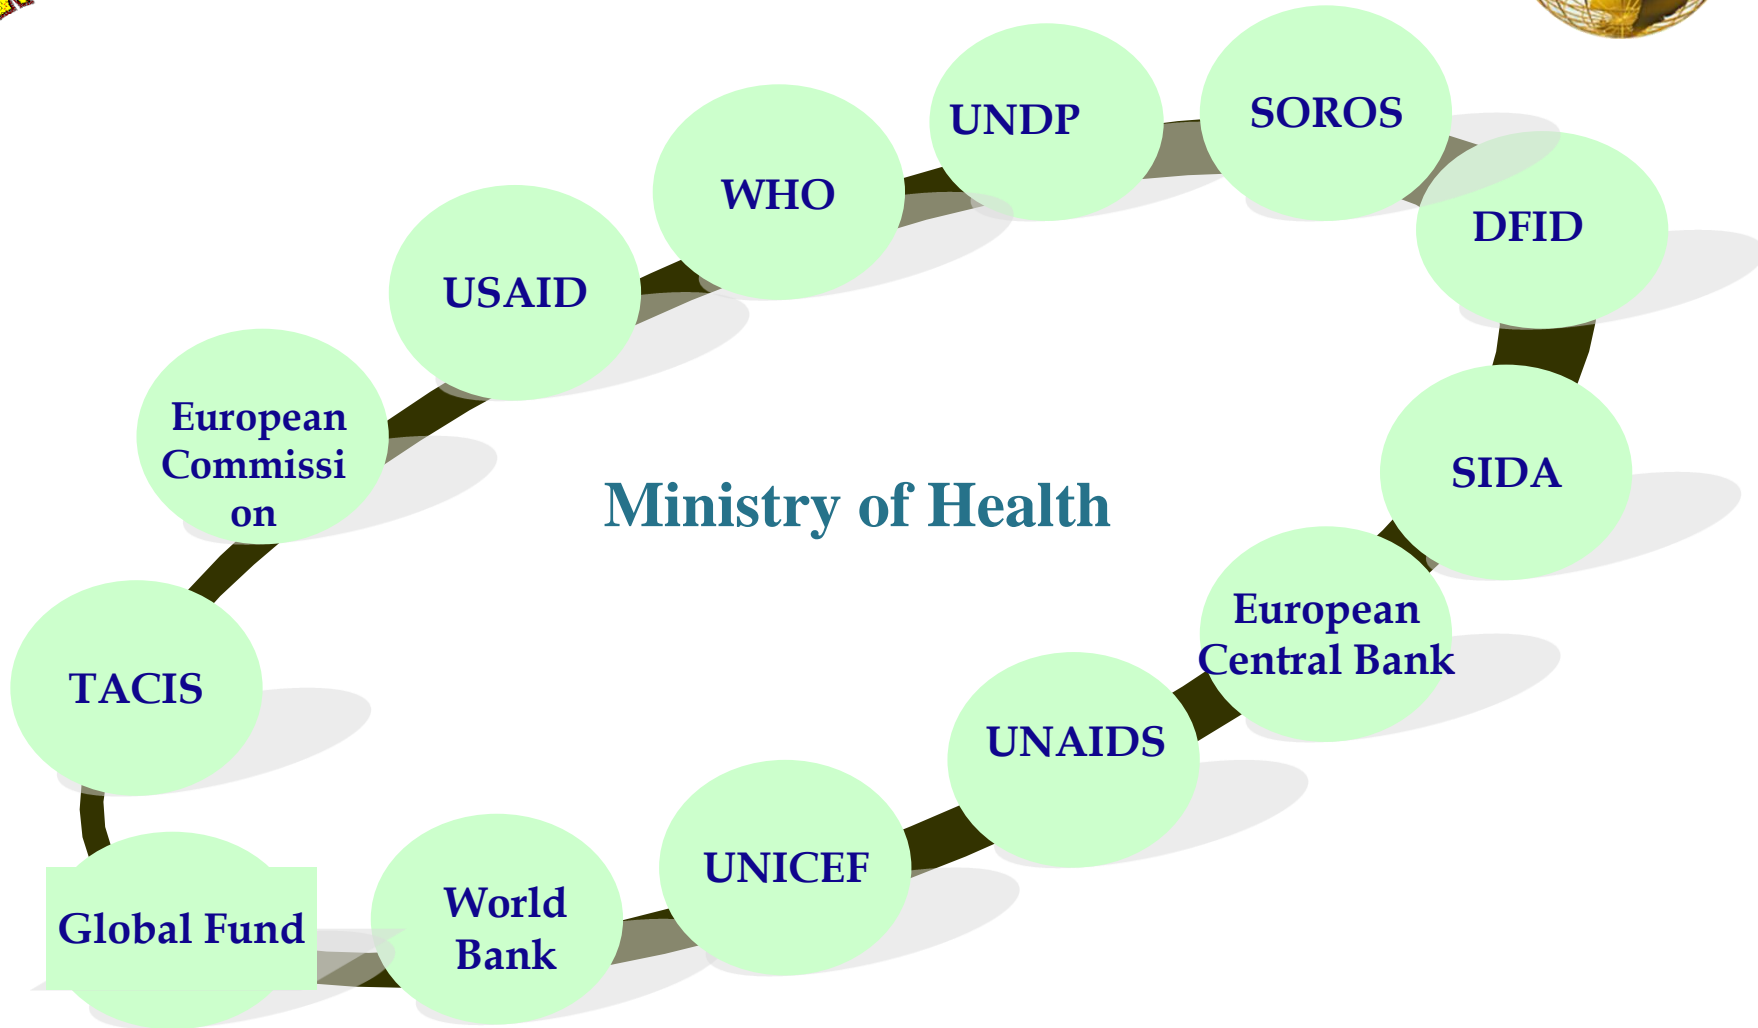 UNDP
SOROS
WHO
DFID
USAID
European
Commissi
on
SIDA
Ministry of Health
European
Central Bank
TACIS
UNAIDS
UNICEF
World
Bank
Global Fund